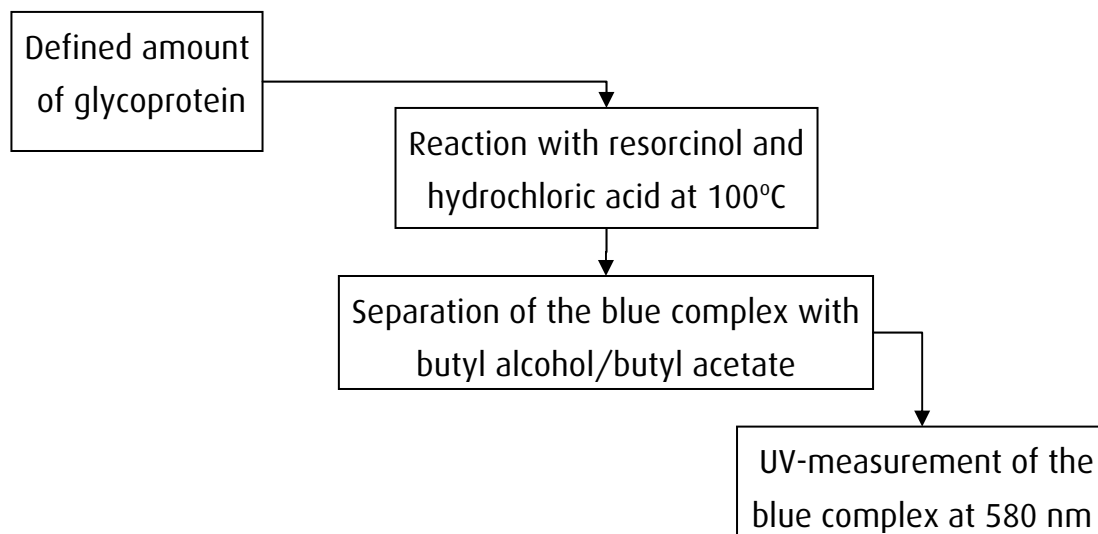 Defined amount
of glycoprotein
Reaction with resorcinol and
hydrochloric acid at 100ºC
Separation of the blue complex with
butyl alcohol/butyl acetate
UV-measurement of the
blue complex at 580 nm